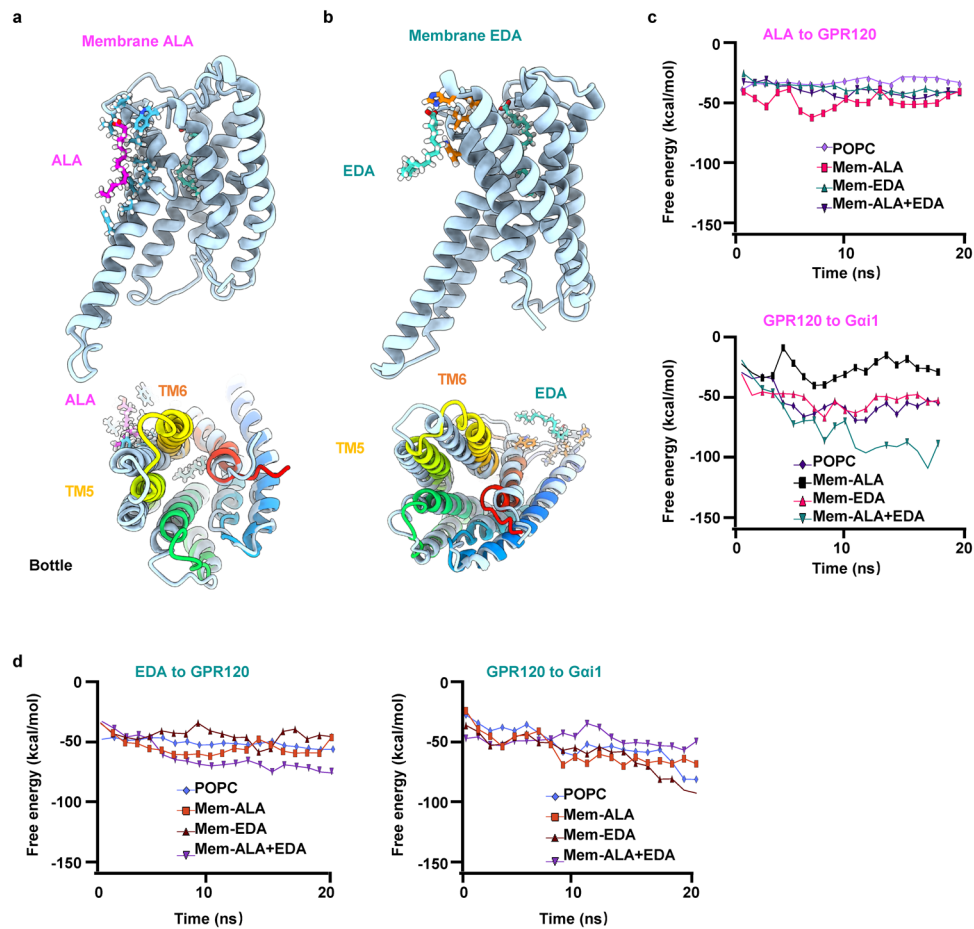 a
Membrane ALA
ALA
ALA
TM6
TM5
Bottle
b
Membrane EDA
EDA
TM6
EDA
TM5
c
ALA to GPR120
Free energy (kcal/mol)
0
-50
-100
-150
POPC
Mem-ALA
Mem-EDA
Mem-ALA+EDA
0 10 20
Time (ns)
GPR120 to Gαi1
Free energy (kcal/mol)
0
-50
-100
-150
POPC
Mem-ALA
Mem-EDA
Mem-ALA+EDA
0 10 20
Time (ns)
d
EDA to GPR120
Free energy (kcal/mol)
0
-50
-100
-150
POPC
Mem-ALA
Mem-EDA
Mem-ALA+EDA
0 10 20
Time (ns)
GPR120 to Gαi1
Free energy (kcal/mol)
0
-50
-100
-150
POPC
Mem-ALA
Mem-EDA
Mem-ALA+EDA
0 10 20
Time (ns)